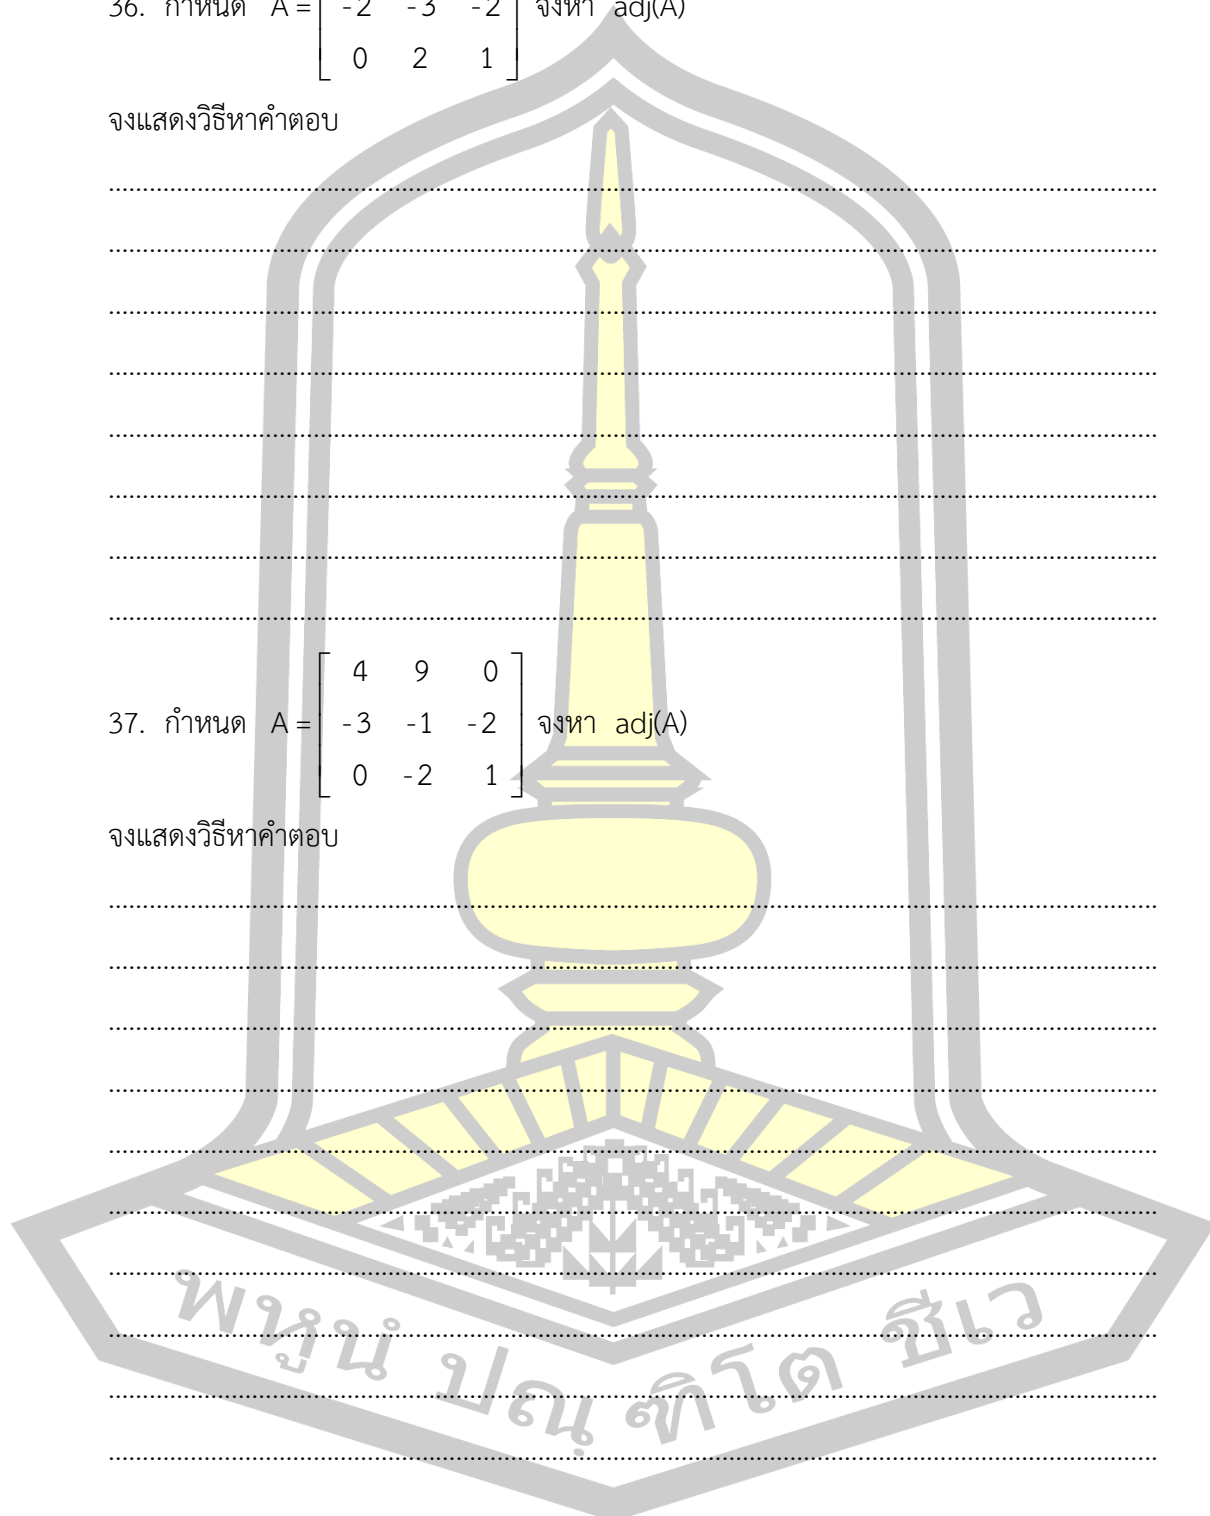 36. กำหนด A = -2 -3 -2 จงหา adj(A)
0 2 1
จงแสดงวิธีหาคำตอบ
4 9 0
37. กำหนด A = -3 -1 -2 จงหา adj(A)
0 -2 1
จงแสดงวิธีหาคำตอบ
พหูนํ ปณฺฑิโต ชีเว